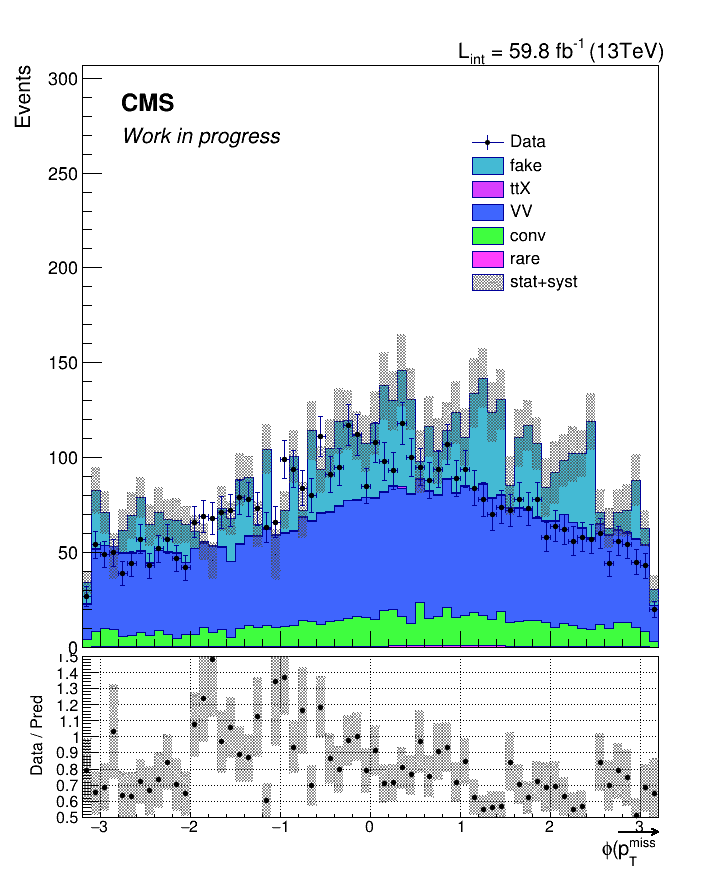 L_int = 59.8 fb^-1 (13TeV)
Events
CMS
Work in progress
Data
fake
ttX
VV
conv
rare
stat+syst
300
250
200
150
100
50
0
Data / Pred
1.5
1.4
1.3
1.2
1.1
1
0.9
0.8
0.7
0.6
0.5
−3 −2 −1 0 1 2 3
ϕ(p_T^miss